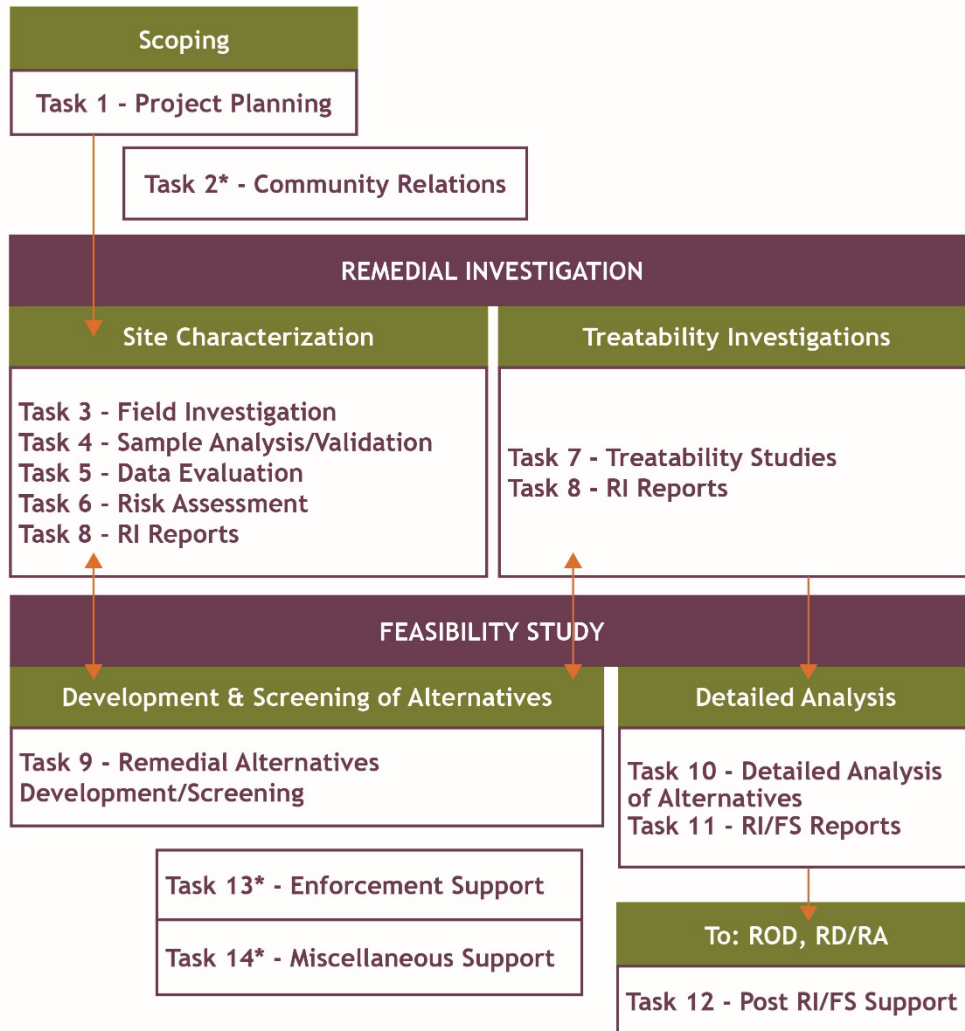 Scoping
Task 1 - Project Planning
Task 2* - Community Relations
REMEDIAL INVESTIGATION
Site Characterization
Task 3 - Field Investigation
Task 4 - Sample Analysis/Validation
Task 5 - Data Evaluation
Task 6 - Risk Assessment
Task 8 - RI Reports
Treatability Investigations
Task 7 - Treatability Studies
Task 8 - RI Reports
FEASIBILITY STUDY
Development & Screening of Alternatives
Task 9 - Remedial Alternatives
Development/Screening
Detailed Analysis
Task 10 - Detailed Analysis
of Alternatives
Task 11 - RI/FS Reports
Task 13* - Enforcement Support
Task 14* - Miscellaneous Support
To: ROD, RD/RA
Task 12 - Post RI/FS Support